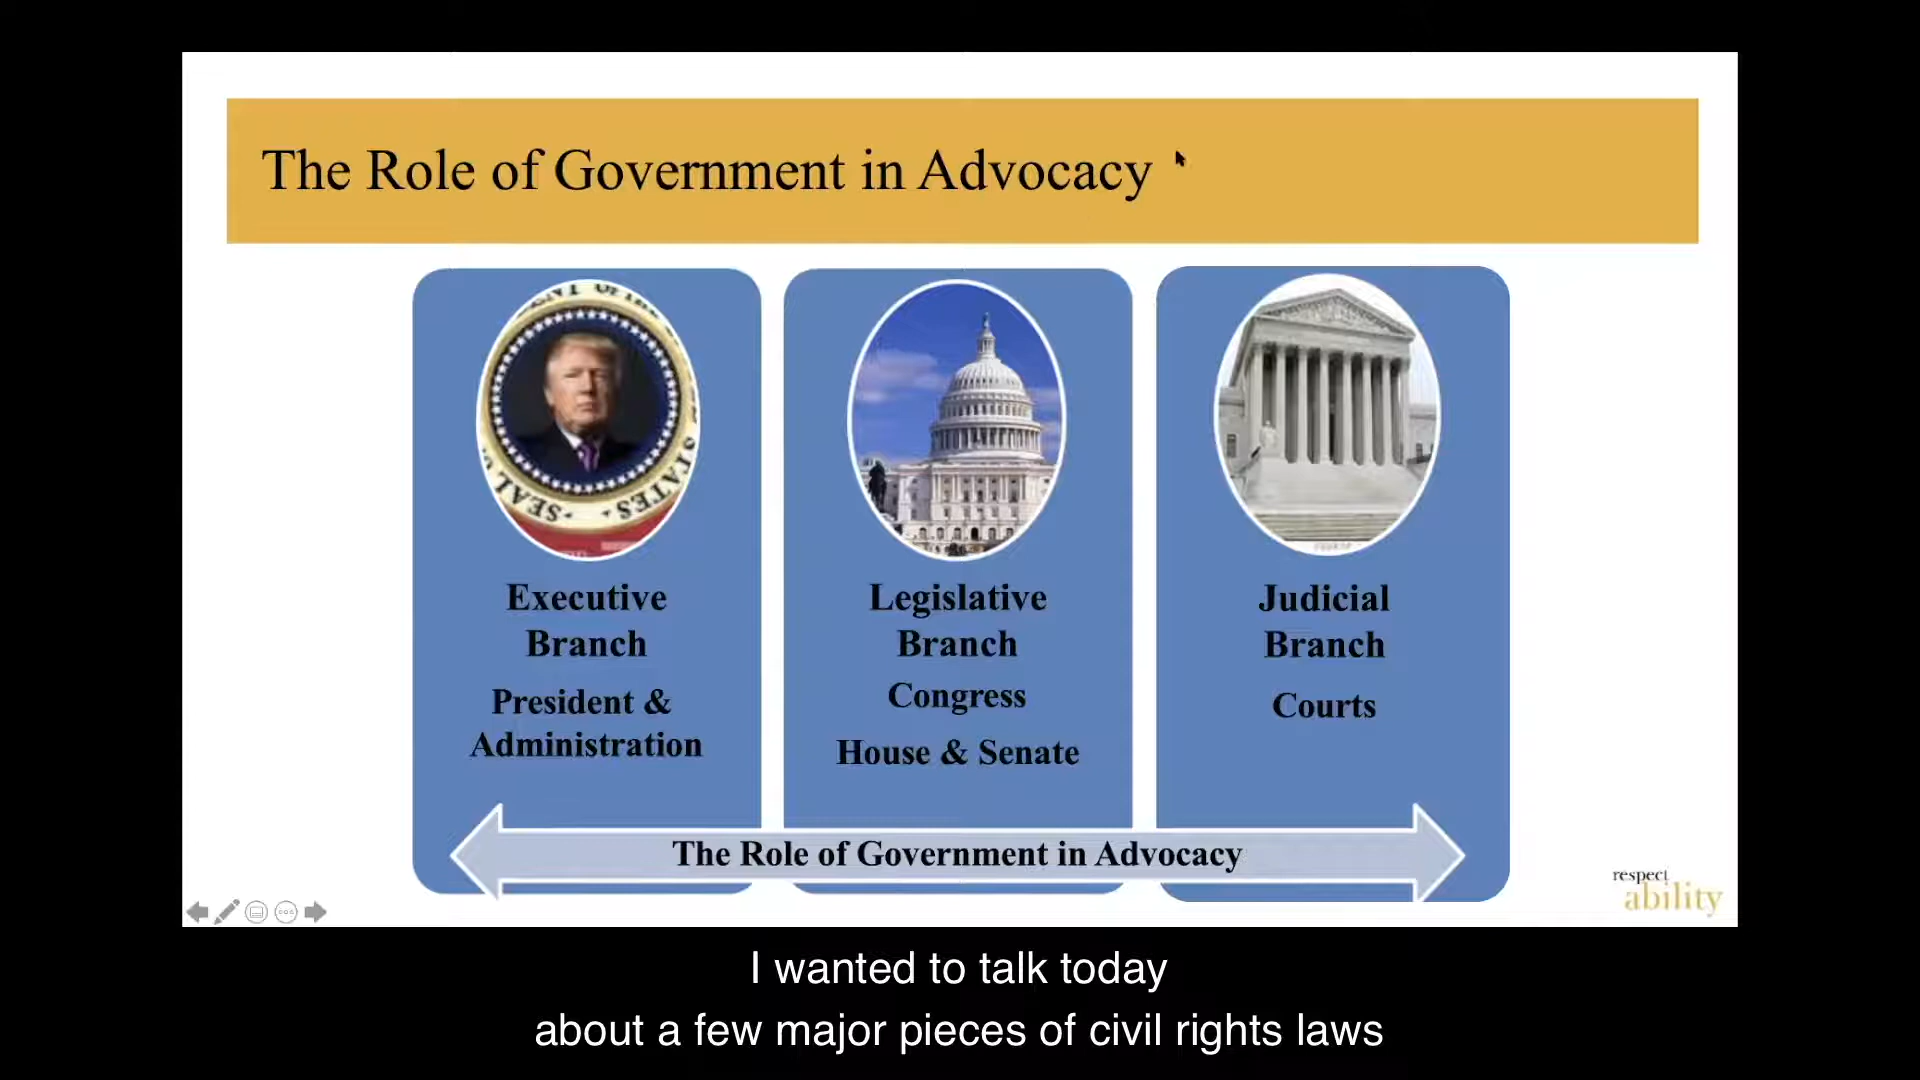 The Role of Government in Advocacy
SEAL
STATES
Executive
Branch
President &
Administration
Legislative
Branch
Congress
House & Senate
Judicial
Branch
Courts
The Role of Government in Advocacy
respect
ability
I wanted to talk today
about a few major pieces of civil rights laws